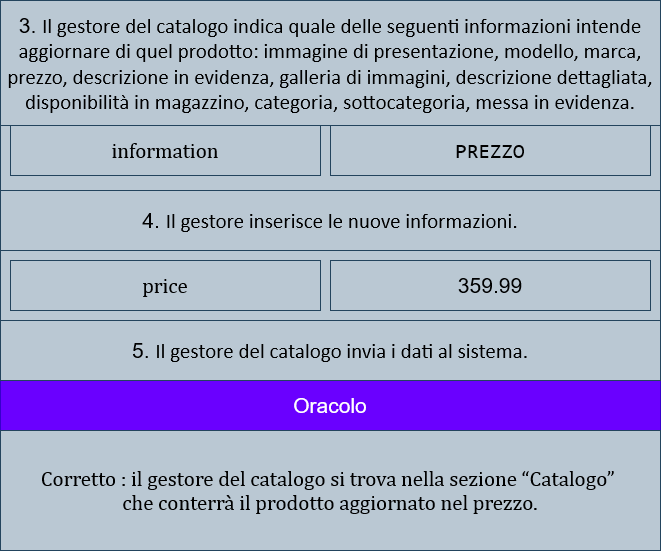 3. Il gestore del catalogo indica quale delle seguenti informazioni intende
aggiornare di quel prodotto: immagine di presentazione, modello, marca,
prezzo, descrizione in evidenza, galleria di immagini, descrizione dettagliata,
disponibilità in magazzino, categoria, sottocategoria, messa in evidenza.
information PREZZO
4. Il gestore inserisce le nuove informazioni.
price 359.99
5. Il gestore del catalogo invia i dati al sistema.
Oracolo
Corretto : il gestore del catalogo si trova nella sezione “Catalogo”
che conterrà il prodotto aggiornato nel prezzo.